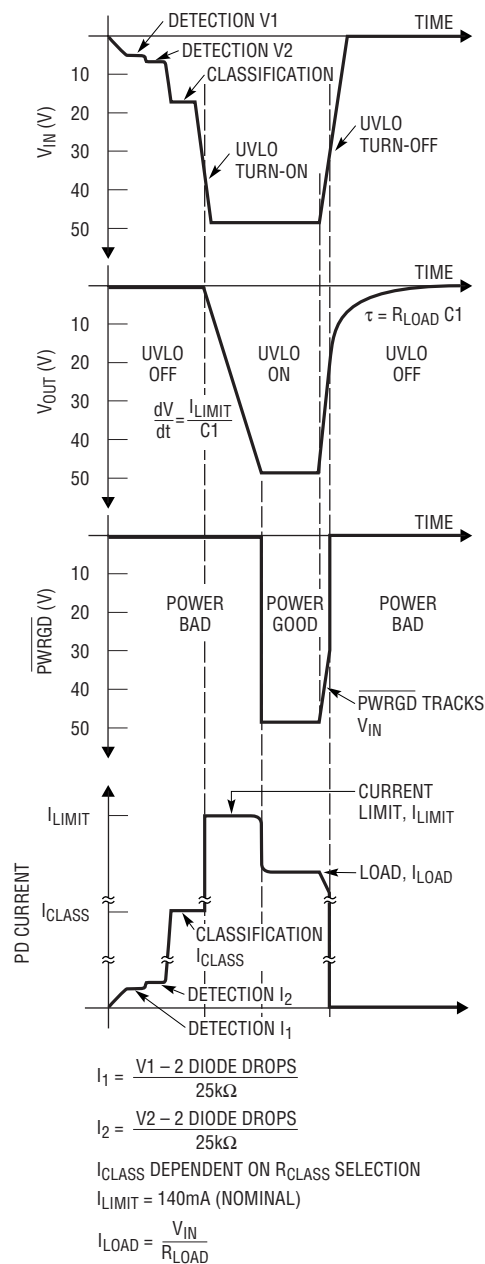 DETECTION V1
TIME
DETECTION V2
CLASSIFICATION
10
20
30
40
50
V_IN (V)
UVLO
TURN-ON
UVLO
TURN-OFF
TIME
τ = R_LOAD C1
10
20
30
40
50
V_OUT (V)
UVLO
OFF
UVLO
ON
UVLO
OFF
dV/dt = I_LIMIT/C1
TIME
10
20
30
40
50
P̅W̅R̅G̅D̅ (V)
POWER
BAD
POWER
GOOD
POWER
BAD
P̅W̅R̅G̅D̅ TRACKS
V_IN
I_LIMIT
CURRENT
LIMIT, I_LIMIT
LOAD, I_LOAD
PD CURRENT
I_CLASS
CLASSIFICATION
I_CLASS
DETECTION I_2
DETECTION I_1
TIME
I_1 = V1 – 2 DIODE DROPS / 25kΩ
I_2 = V2 – 2 DIODE DROPS / 25kΩ
I_CLASS DEPENDENT ON R_CLASS SELECTION
I_LIMIT = 140mA (NOMINAL)
I_LOAD = V_IN / R_LOAD